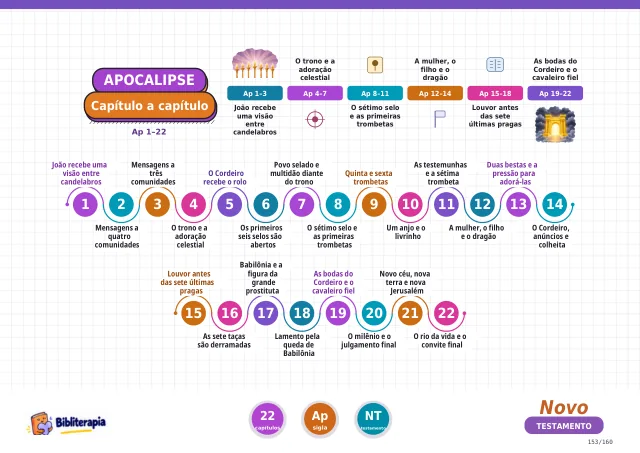 APOCALIPSE
Capítulo a capítulo
Ap 1–22
O trono e a
adoração
celestial
A mulher, o
filho e o
dragão
As bodas do
Cordeiro e o
cavaleiro fiel
Ap 1–3
Ap 4-7
Ap 8-11
Ap 12-14
Ap 15-18
Ap 19-22
João recebe
uma visão
entre
candelabros
O sétimo selo
e as primeiras
trombetas
Louvor antes
das sete
últimas pragas
João recebe uma
visão entre
candelabros
Mensagens a
três
comunidades
O Cordeiro
recebe o rolo
Povo selado e
multidão diante
do trono
Quinta e sexta
trombetas
As testemunhas
e a sétima
trombeta
Duas bestas e a
pressão para
adorá-las
1 2 3 4 5 6 7 8 9 10 11 12 13 14
Mensagens a
quatro
comunidades
O trono e a
adoração
celestial
Os primeiros
seis selos são
abertos
O sétimo selo e
as primeiras
trombetas
Um anjo e o
livrinho
A mulher, o filho
e o dragão
O Cordeiro,
anúncios e
colheita
Louvor antes
das sete últimas
pragas
Babilônia e a
figura da
grande
prostituta
As bodas do
Cordeiro e o
cavaleiro fiel
Novo céu, nova
terra e nova
Jerusalém
15 16 17 18 19 20 21 22
As sete taças
são derramadas
Lamento pela
queda de
Babilônia
O milênio e o
julgamento final
O rio da vida e o
convite final
Bibliterapia
22
capítulos
Ap
sigla
NT
testamento
Novo
TESTAMENTO
153/160